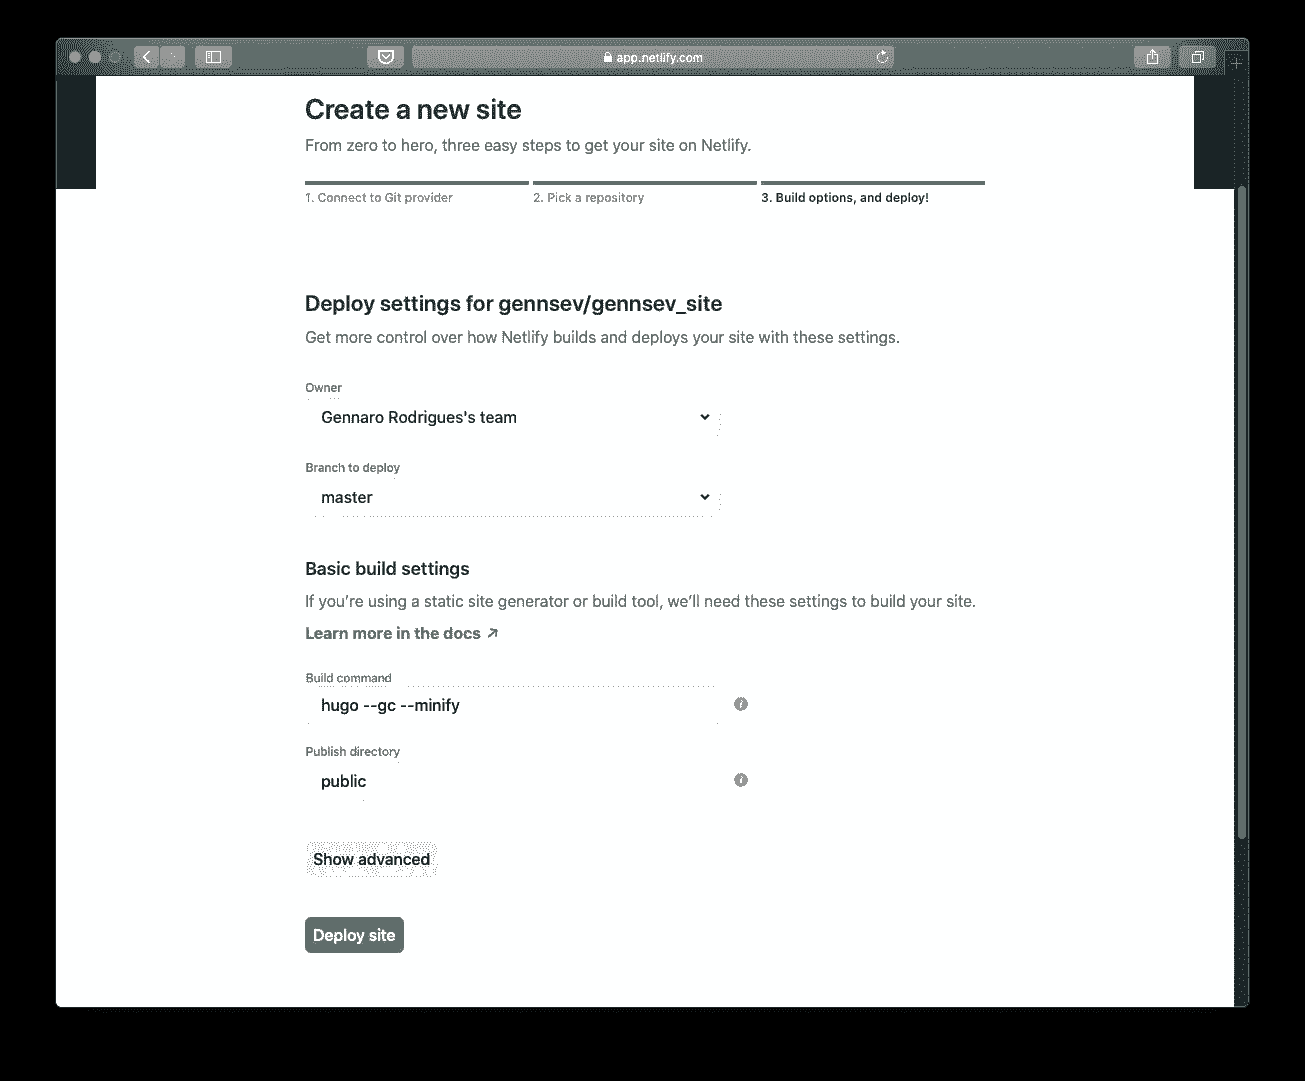 app.netlify.com
Create a new site
From zero to hero, three easy steps to get your site on Netlify.
1. Connect to Git provider
2. Pick a repository
3. Build options, and deploy!
Deploy settings for gennsev/gennsev_site
Get more control over how Netlify builds and deploys your site with these settings.
Owner
Gennaro Rodrigues's team
Branch to deploy
master
Basic build settings
If you’re using a static site generator or build tool, we’ll need these settings to build your site.
Learn more in the docs ↗
Build command
hugo --gc --minify
Publish directory
public
Show advanced
Deploy site